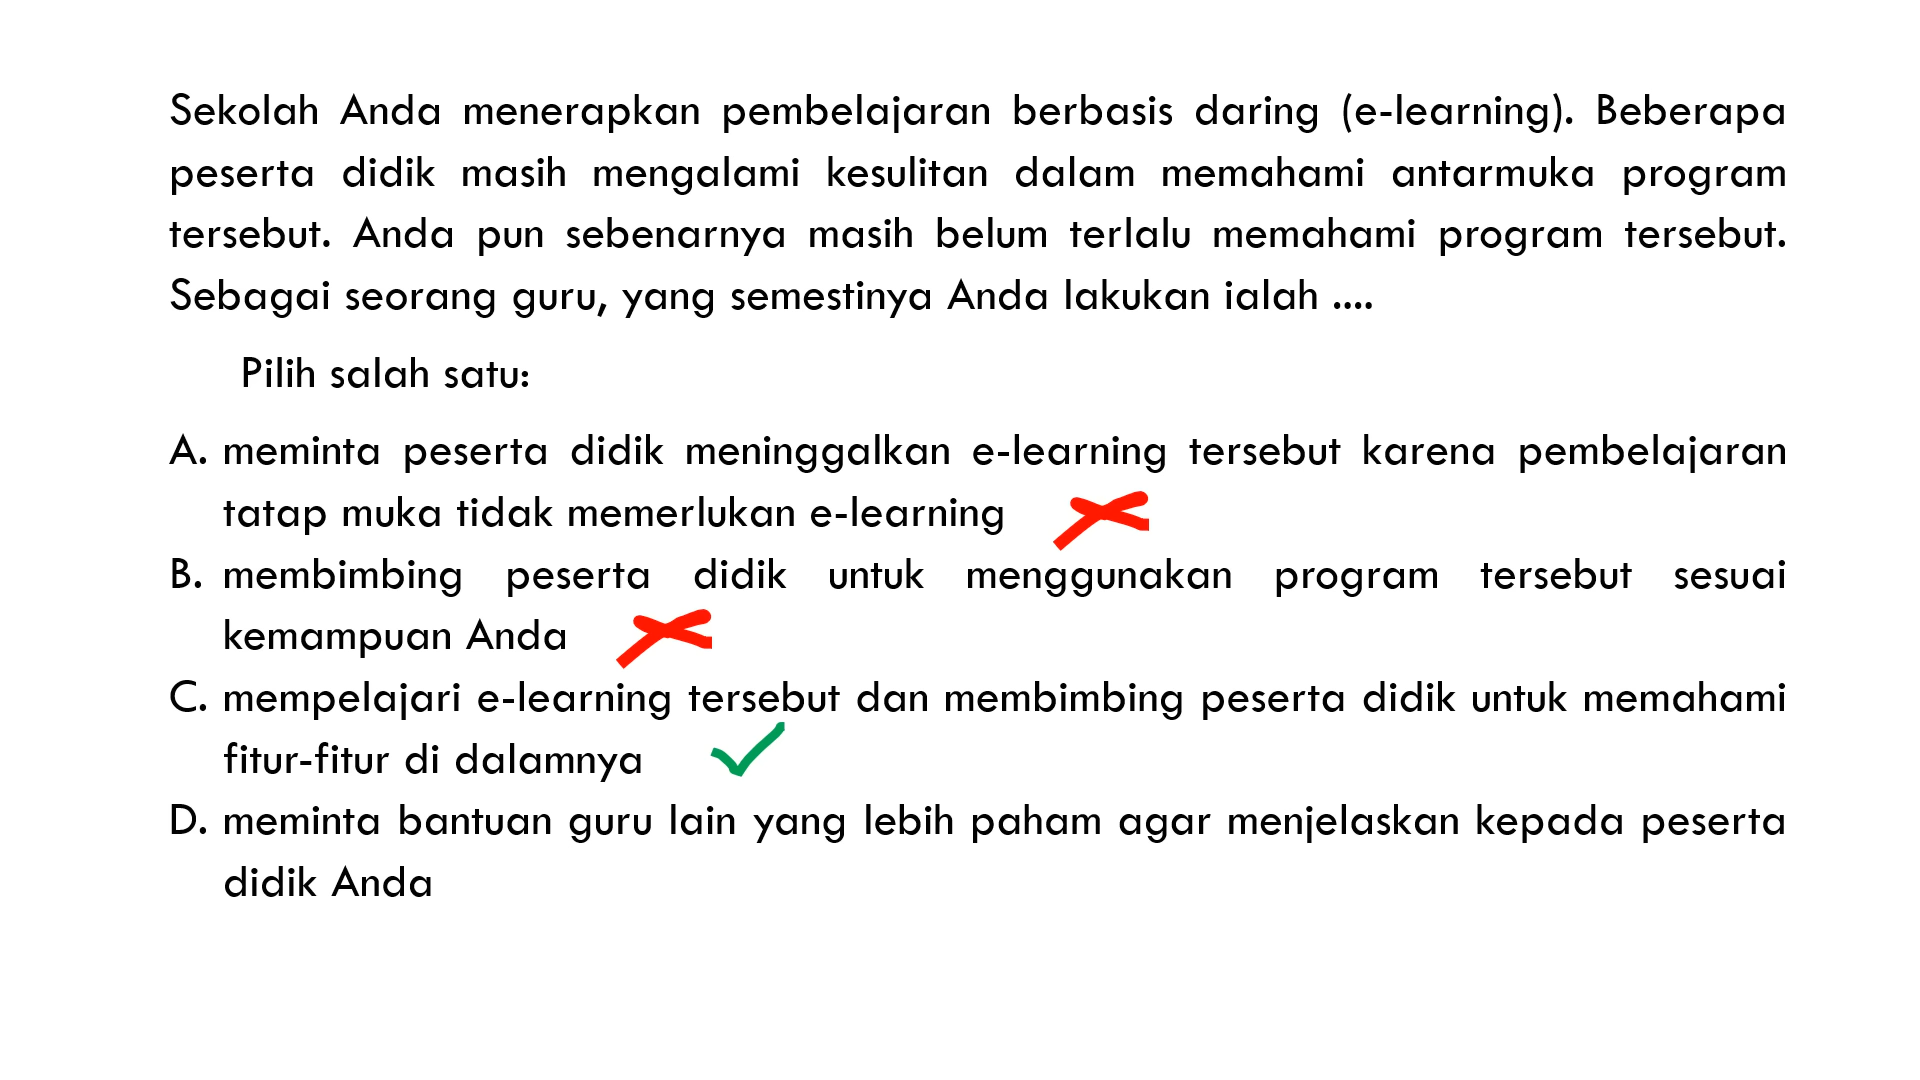 Sekolah Anda menerapkan pembelajaran berbasis daring (e-learning). Beberapa
peserta didik masih mengalami kesulitan dalam memahami antarmuka program
tersebut. Anda pun sebenarnya masih belum terlalu memahami program tersebut.
Sebagai seorang guru, yang semestinya Anda lakukan ialah ....
Pilih salah satu:
A. meminta peserta didik meninggalkan e-learning tersebut karena pembelajaran
tatap muka tidak memerlukan e-learning
B. membimbing peserta didik untuk menggunakan program tersebut sesuai
kemampuan Anda
C. mempelajari e-learning tersebut dan membimbing peserta didik untuk memahami
fitur-fitur di dalamnya
D. meminta bantuan guru lain yang lebih paham agar menjelaskan kepada peserta
didik Anda